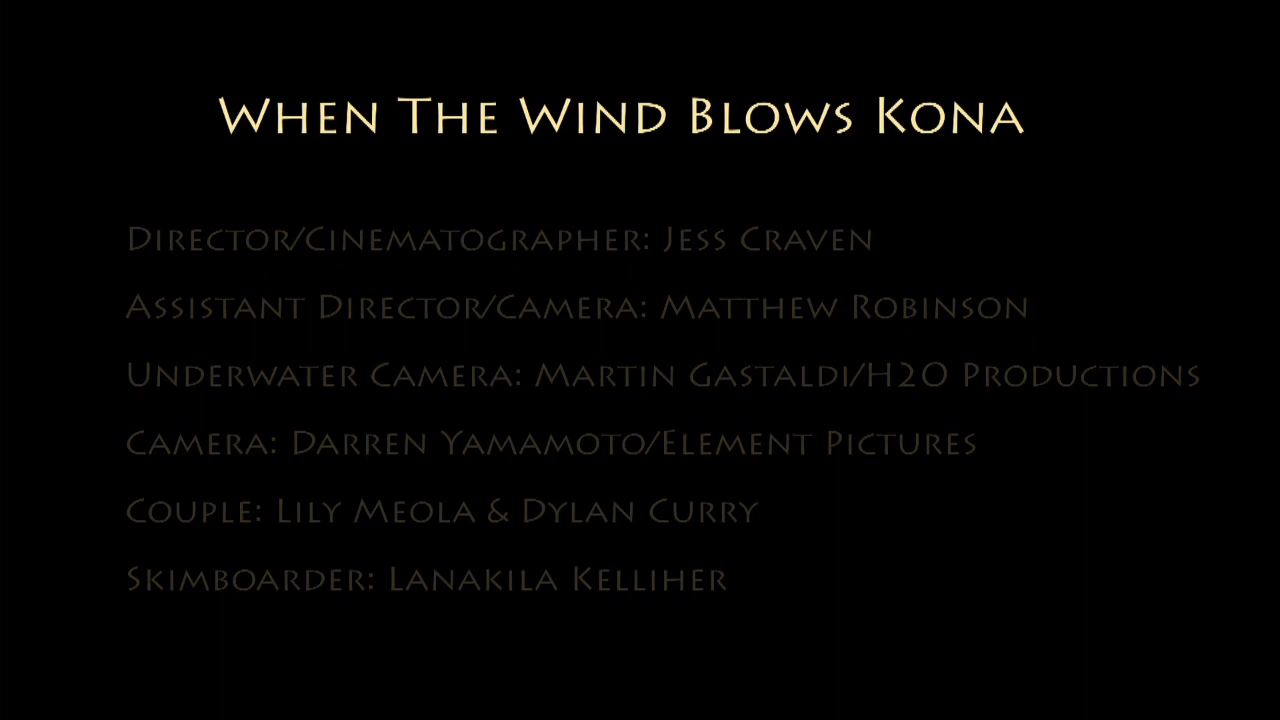 When The Wind Blows Kona
Director/Cinematographer: Jess Craven
Assistant Director/Camera: Matthew Robinson
Underwater Camera: Martin Gastaldi/H2O Productions
Camera: Darren Yamamoto/Element Pictures
Couple: Lily Meola & Dylan Curry
Skimboarder: Lanakila Kelliher